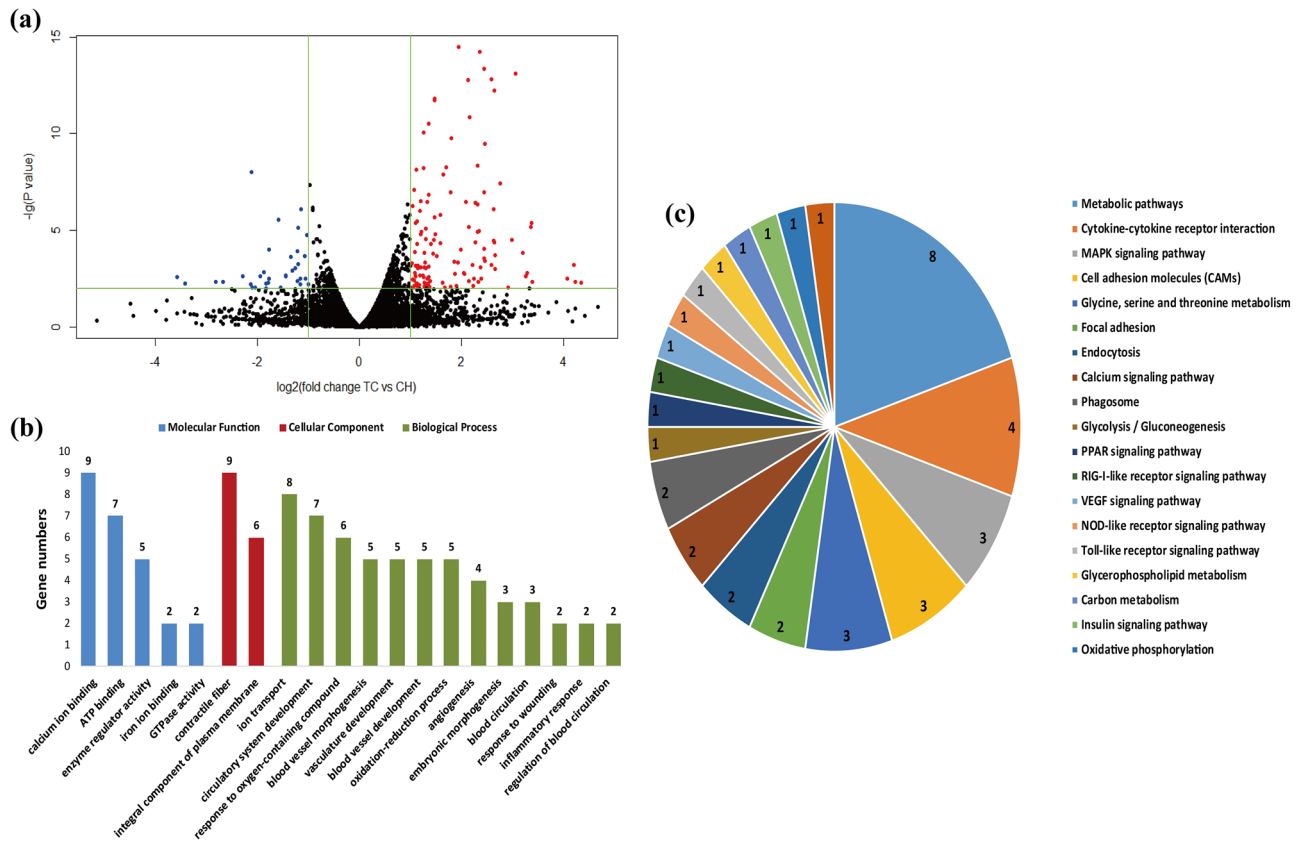 (a)
15
10
5
0
-lg(P value)
-4
-2
0
2
4
log2(fold change TC vs CH)
(b)
Molecular Function
Cellular Component
Biological Process
Gene numbers
10
9
8
7
6
5
4
3
2
1
0
9
7
5
2
2
9
6
8
7
6
5
5
5
5
4
3
3
2
2
2
calcium ion binding
ATP binding
enzyme regulator activity
iron ion binding
GTPase activity
contractile fiber
integral component of plasma membrane
ion transport
circulatory system development
response to oxygen-containing compound
blood vessel morphogenesis
vasculature development
blood vessel development
oxidation-reduction process
angiogenesis
embryonic morphogenesis
blood circulation
response to wounding
inflammatory response
regulation of blood circulation
(c)
8
4
3
3
3
2
2
2
2
1
1
1
1
1
1
1
1
1
1
Metabolic pathways
Cytokine-cytokine receptor interaction
MAPK signaling pathway
Cell adhesion molecules (CAMs)
Glycine, serine and threonine metabolism
Focal adhesion
Endocytosis
Calcium signaling pathway
Phagosome
Glycolysis / Gluconeogenesis
PPAR signaling pathway
RIG-I-like receptor signaling pathway
VEGF signaling pathway
NOD-like receptor signaling pathway
Toll-like receptor signaling pathway
Glycerophospholipid metabolism
Carbon metabolism
Insulin signaling pathway
Oxidative phosphorylation